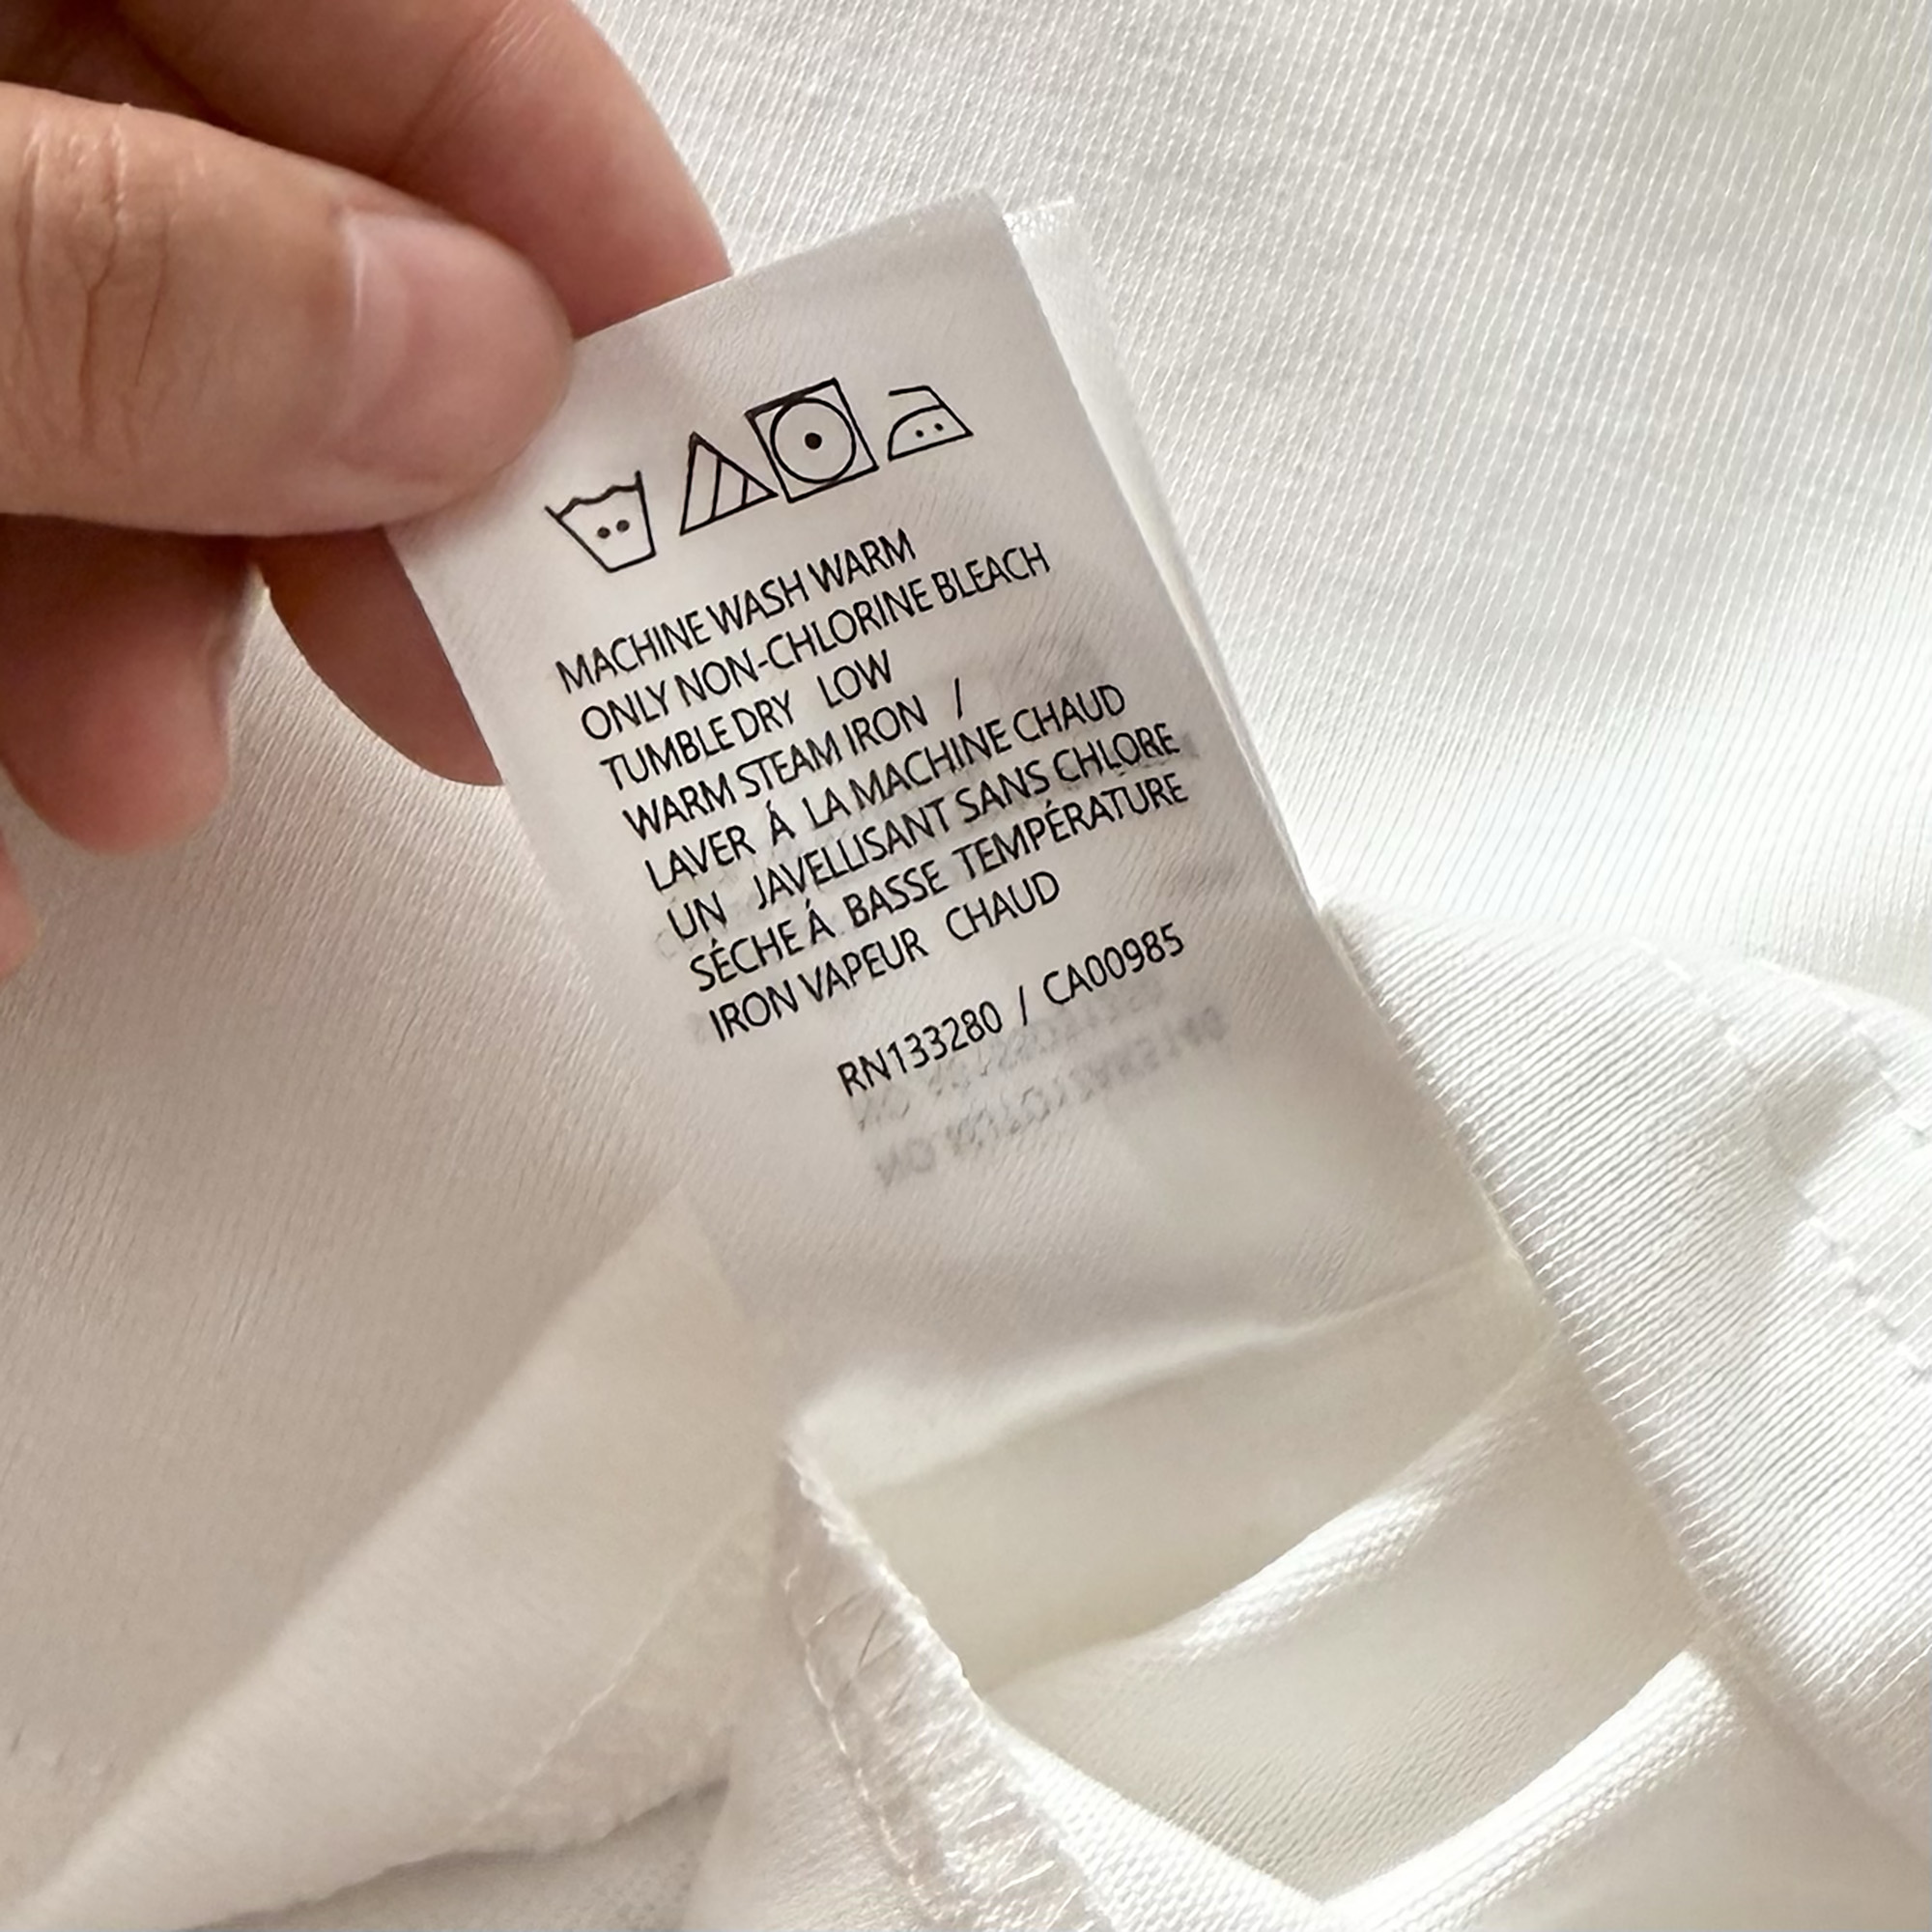 MACHINE WASH WARM
ONLY NON-CHLORINE BLEACH
TUMBLE DRY LOW
WARM STEAM IRON /
LAVER Á LA MACHINE CHAUD
UN JAVELLISANT SANS CHLORE
SÉCHE Á BASSE TEMPÉRATURE
IRON VAPEUR CHAUD
RN133280 / CA00985